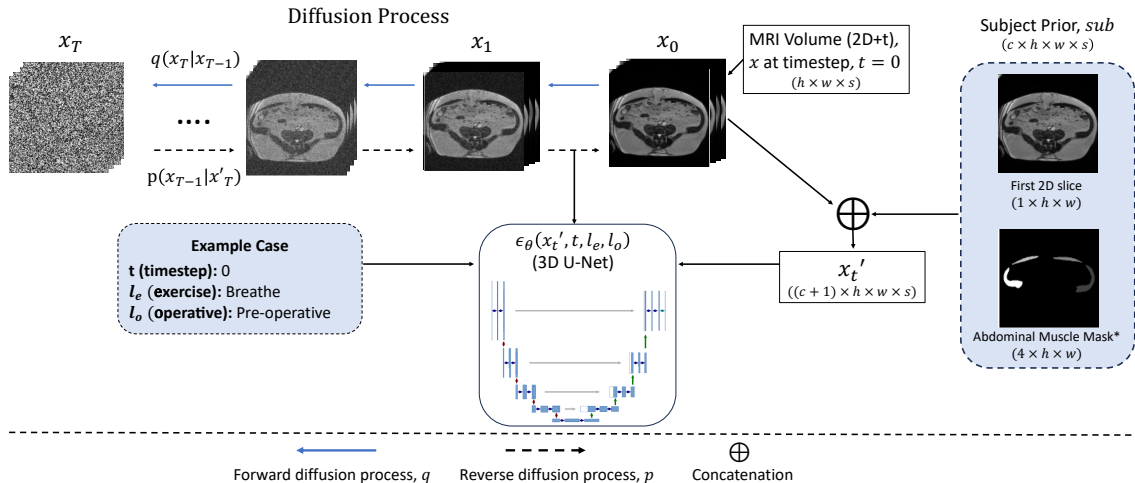 Diffusion Process
x_T
q(x_T|x_{T−1})
....
p(x_{T−1}|x'_T)
x_1
x_0
MRI Volume (2D+t),
x at timestep, t = 0
(h × w × s)
Subject Prior, sub
(c × h × w × s)
First 2D slice
(1 × h × w)
Abdominal Muscle Mask*
(4 × h × w)
Example Case
t (timestep): 0
l_e (exercise): Breathe
l_o (operative): Pre-operative
ϵ_θ(x_t', t, l_e, l_o)
(3D U-Net)
x_t'
((c + 1) × h × w × s)
Forward diffusion process, q
Reverse diffusion process, p
Concatenation